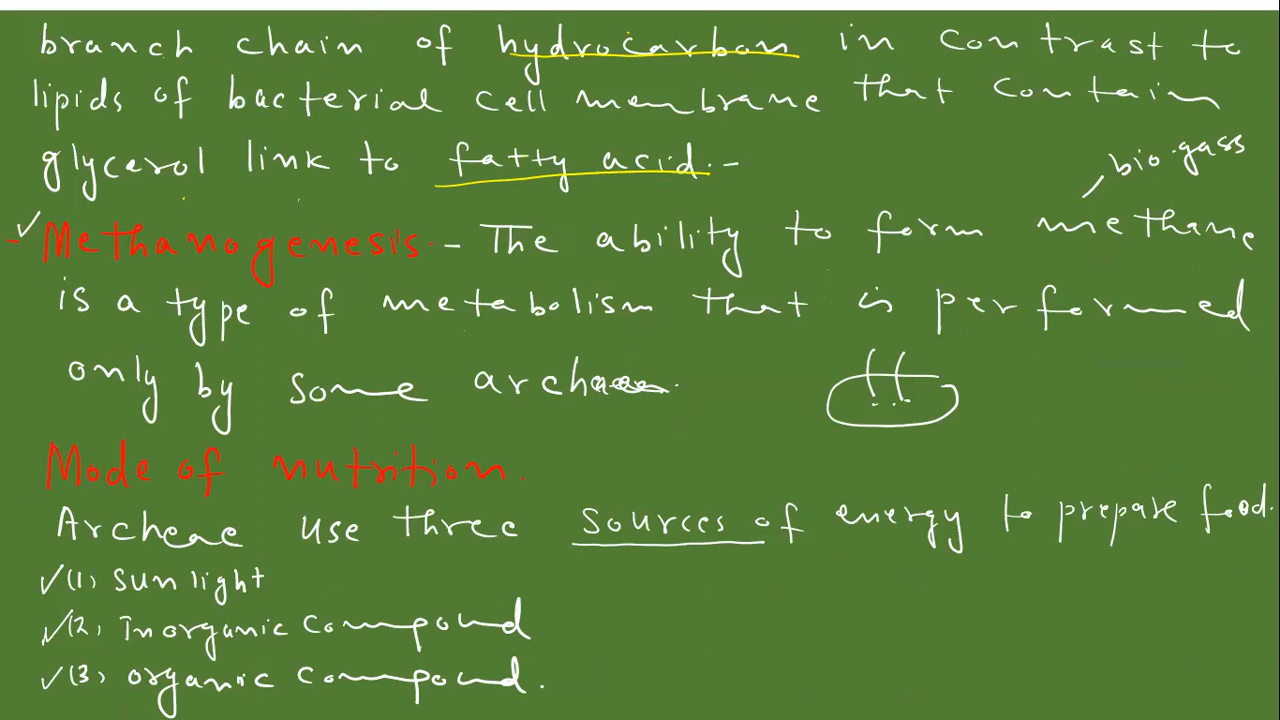 branch chain of hydrocarbon in contrast to
lipids of bacterial cell membrane that contain
glycerol link to fatty acid. -
bio-gass
Methanogenesis. - The ability to form methane
is a type of metabolism that is performed
only by some archaea.
Mode of nutrition.
Archeae use three sources of energy to prepare food.
(1) Sun light
(2) Inorganic compound
(3) organic compound.